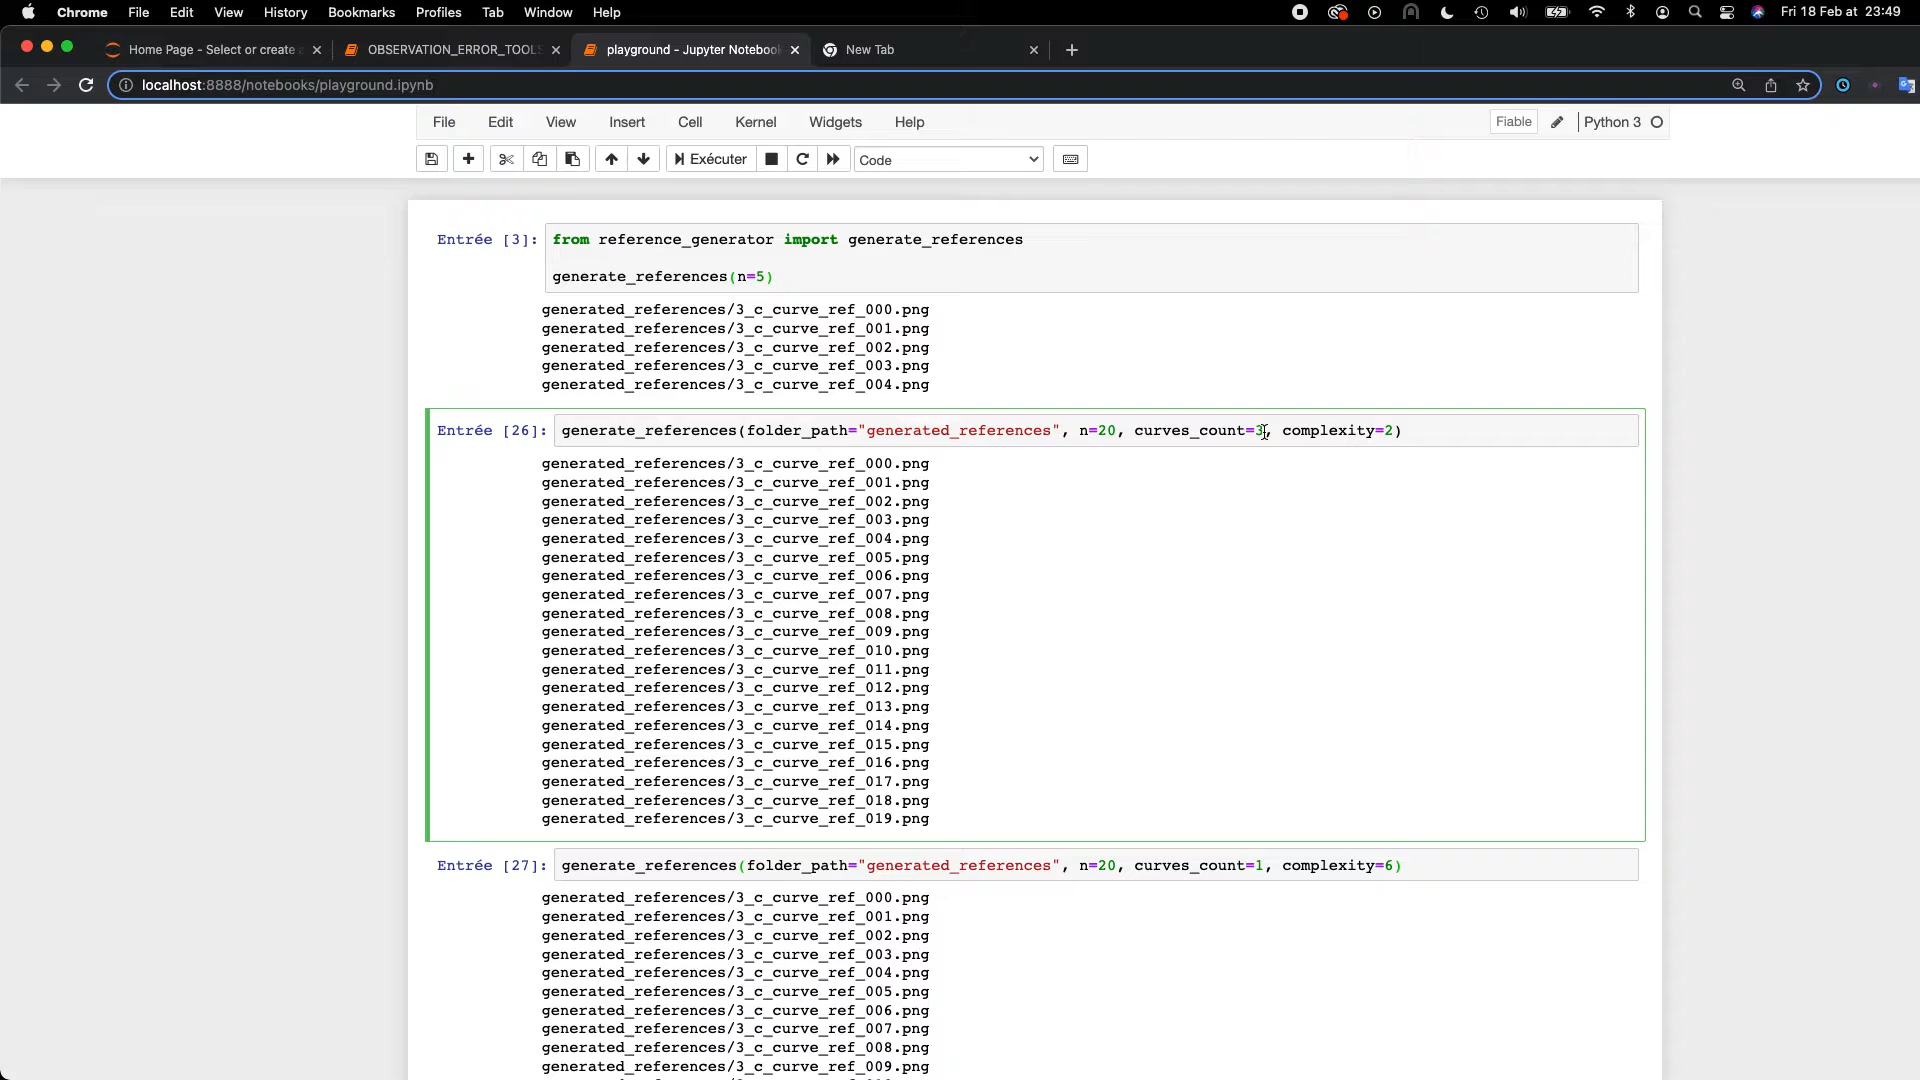 Chrome File Edit View History Bookmarks Profiles Tab Window Help Fri 18 Feb at 23:49
Home Page - Select or create a OBSERVATION_ERROR_TOOLS playground - Jupyter Notebook New Tab
localhost:8888/notebooks/playground.ipynb
File Edit View Insert Cell Kernel Widgets Help Fiable Python 3
Exécuter Code
Entrée [3]: from reference_generator import generate_references
generate_references(n=5)
generated_references/3_c_curve_ref_000.png
generated_references/3_c_curve_ref_001.png
generated_references/3_c_curve_ref_002.png
generated_references/3_c_curve_ref_003.png
generated_references/3_c_curve_ref_004.png
Entrée [26]: generate_references(folder_path="generated_references", n=20, curves_count=3, complexity=2)
generated_references/3_c_curve_ref_000.png
generated_references/3_c_curve_ref_001.png
generated_references/3_c_curve_ref_002.png
generated_references/3_c_curve_ref_003.png
generated_references/3_c_curve_ref_004.png
generated_references/3_c_curve_ref_005.png
generated_references/3_c_curve_ref_006.png
generated_references/3_c_curve_ref_007.png
generated_references/3_c_curve_ref_008.png
generated_references/3_c_curve_ref_009.png
generated_references/3_c_curve_ref_010.png
generated_references/3_c_curve_ref_011.png
generated_references/3_c_curve_ref_012.png
generated_references/3_c_curve_ref_013.png
generated_references/3_c_curve_ref_014.png
generated_references/3_c_curve_ref_015.png
generated_references/3_c_curve_ref_016.png
generated_references/3_c_curve_ref_017.png
generated_references/3_c_curve_ref_018.png
generated_references/3_c_curve_ref_019.png
Entrée [27]: generate_references(folder_path="generated_references", n=20, curves_count=1, complexity=6)
generated_references/3_c_curve_ref_000.png
generated_references/3_c_curve_ref_001.png
generated_references/3_c_curve_ref_002.png
generated_references/3_c_curve_ref_003.png
generated_references/3_c_curve_ref_004.png
generated_references/3_c_curve_ref_005.png
generated_references/3_c_curve_ref_006.png
generated_references/3_c_curve_ref_007.png
generated_references/3_c_curve_ref_008.png
generated_references/3_c_curve_ref_009.png